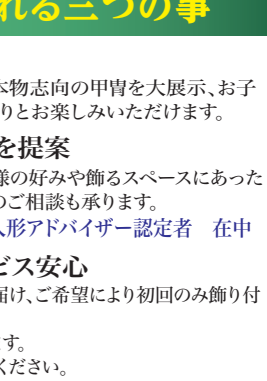 れる三つの事
本物志向の甲冑を大展示、お子
りとお楽しみいただけます。
を提案
様の好みや飾るスペースにあった
のご相談も承ります。
人形アドバイザー認定者　在中
ビス安心
届け、ご希望により初回のみ飾り付
ます。
ください。